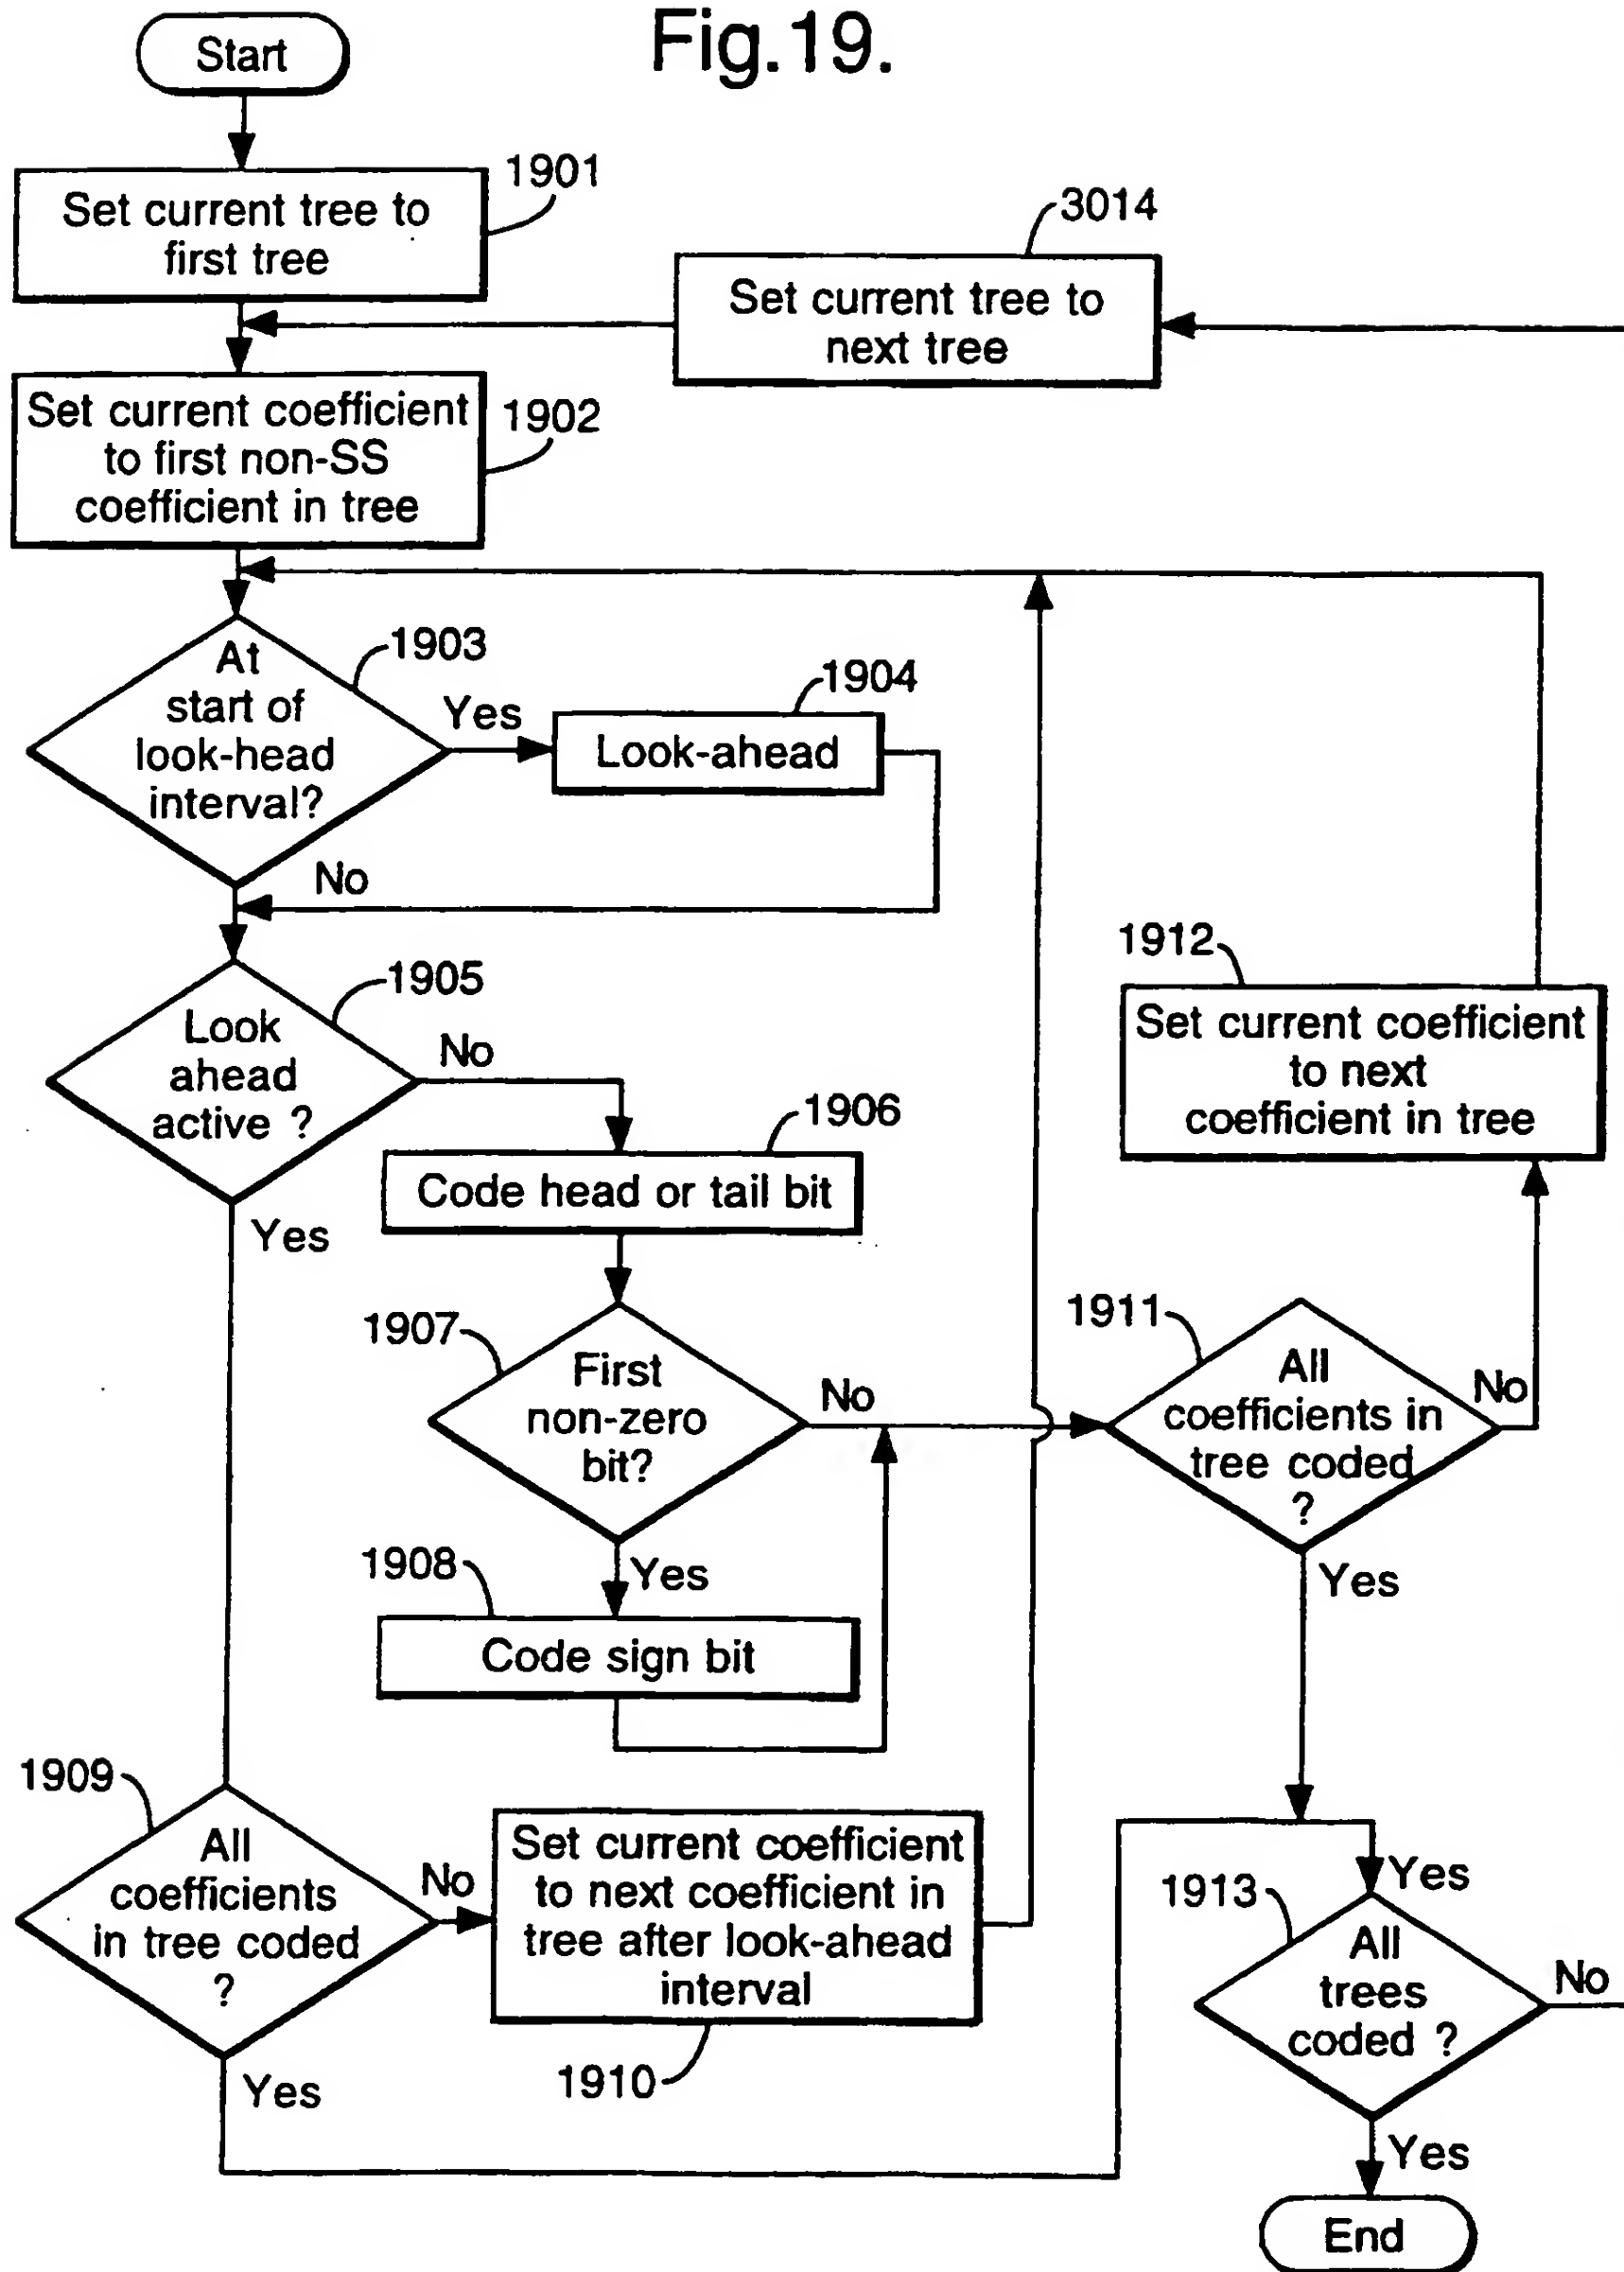 Fig.19.
Start
1901
Set current tree to
first tree
3014
Set current tree to
next tree
1902
Set current coefficient
to first non-SS
coefficient in tree
1903
At
start of
look-head
interval?
Yes
1904
Look-ahead
No
1905
Look
ahead
active ?
No
Yes
1906
Code head or tail bit
1907
First
non-zero
bit?
No
Yes
1908
Code sign bit
1912
Set current coefficient
to next
coefficient in tree
1911
All
coefficients in
tree coded
?
No
Yes
1909
All
coefficients
in tree coded
?
No
Yes
Set current coefficient
to next coefficient in
tree after look-ahead
interval
1910
Yes
1913
All
trees
coded ?
No
Yes
End